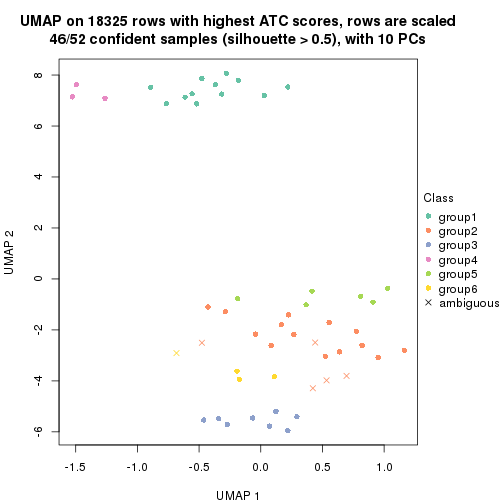 UMAP on 18325 rows with highest ATC scores, rows are scaled
46/52 confident samples (silhouette > 0.5), with 10 PCs
8
6
4
2
0
-2
-4
-6
UMAP 2
-1.5
-1.0
-0.5
0.0
0.5
1.0
UMAP 1
Class
group1
group2
group3
group4
group5
group6
ambiguous